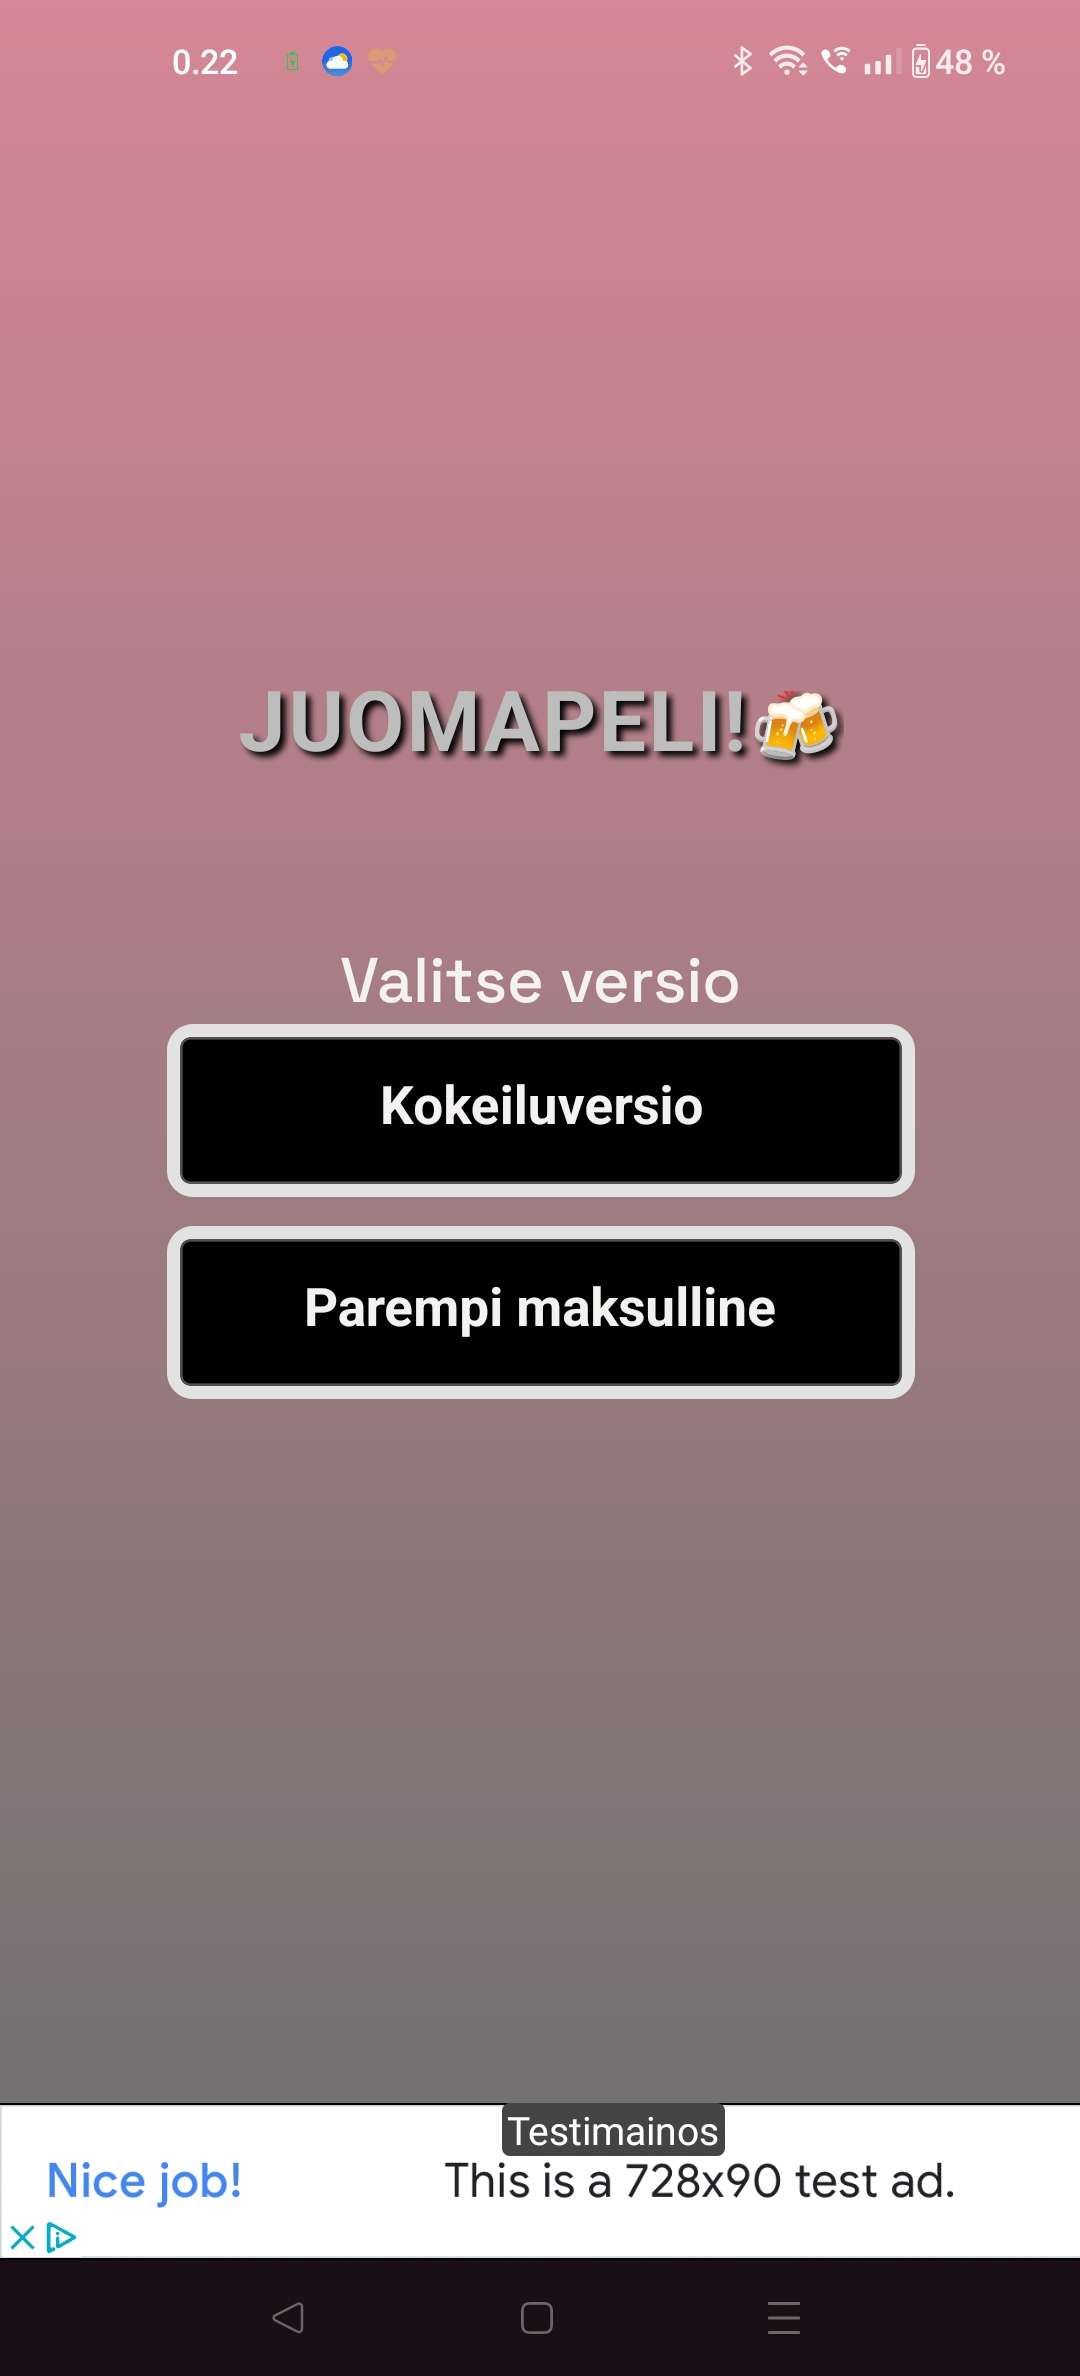 0.22 48 %
JUOMAPELI!🍻
Valitse versio
Kokeiluversio
Parempi maksulline
Testimainos
Nice job! This is a 728x90 test ad.